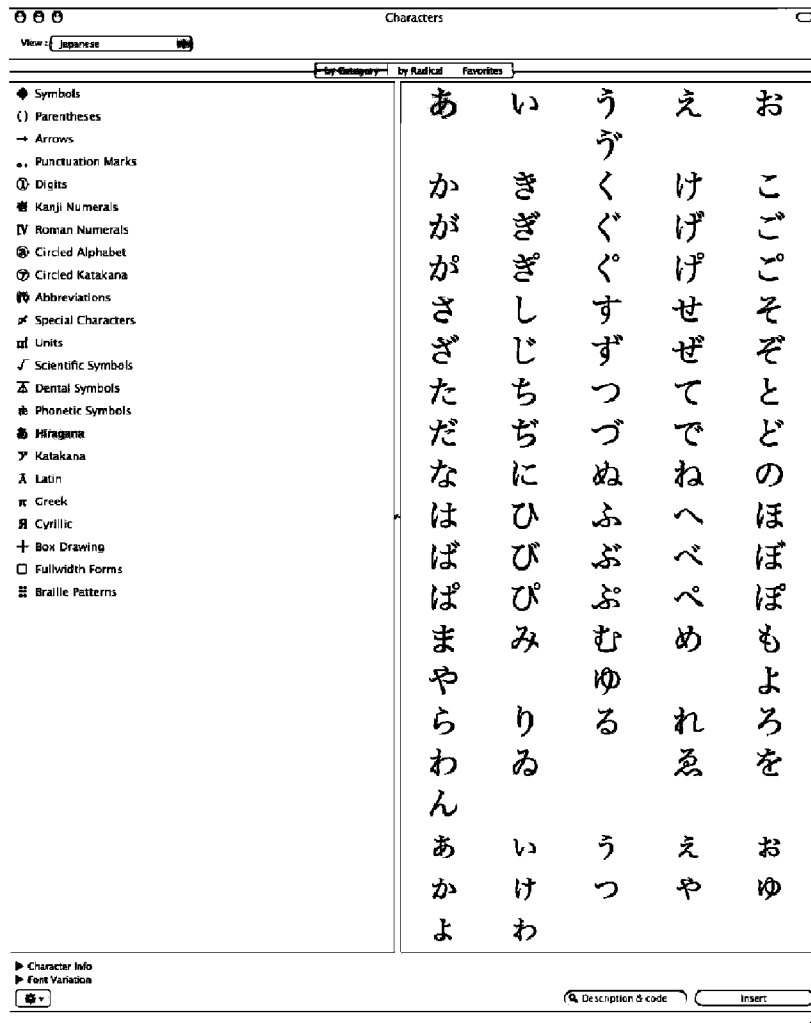 Characters
View: Japanese
by Category by Radical Favorites
Symbols
() Parentheses
→ Arrows
Punctuation Marks
① Digits
Kanji Numerals
IV Roman Numerals
ⓐ Circled Alphabet
㋐ Circled Katakana
Abbreviations
Special Characters
Units
√ Scientific Symbols
Dental Symbols
Phonetic Symbols
あ Hiragana
ア Katakana
Latin
π Greek
Я Cyrillic
Box Drawing
Fullwidth Forms
Braille Patterns
あ い う え お
ゔ
か き く け こ
が ぎ ぐ げ ご
か゚ き゚ く゚ け゚ こ゚
さ し す せ そ
ざ じ ず ぜ ぞ
た ち つ て と
だ ぢ づ で ど
な に ぬ ね の
は ひ ふ へ ほ
ば び ぶ べ ぼ
ぱ ぴ ぷ ぺ ぽ
ま み む め も
や ゆ よ
ら り る れ ろ
わ ゐ ゑ を
ん
ぁ ぃ ぅ ぇ ぉ
ゕ ゖ っ ゃ ゅ
ょ ゎ
Character Info
Font Variation
Description & code Insert